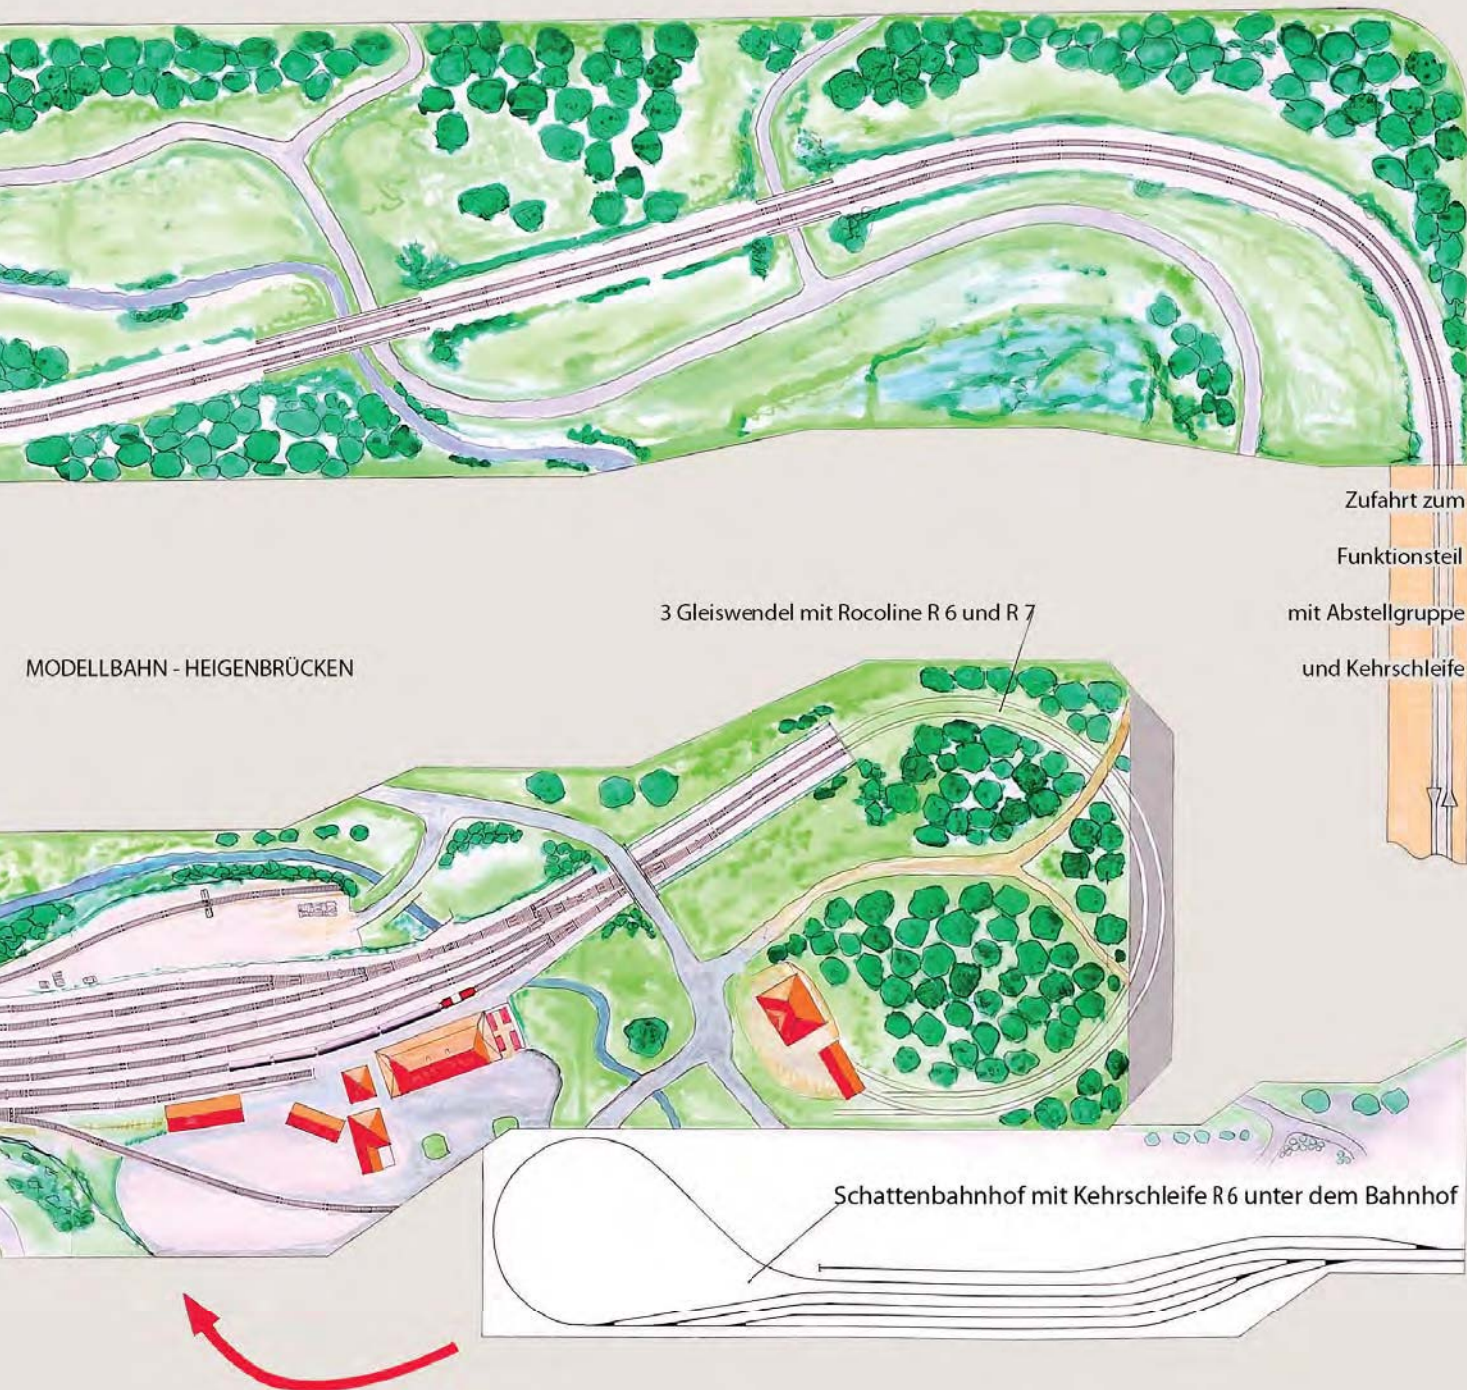 Zufahrt zum
Funktionsteil
mit Abstellgruppe
und Kehrschleife
3 Gleiswendel mit Rocoline R 6 und R 7
MODELLBAHN - HEIGENBRÜCKEN
Schattenbahnhof mit Kehrschleife R 6 unter dem Bahnhof